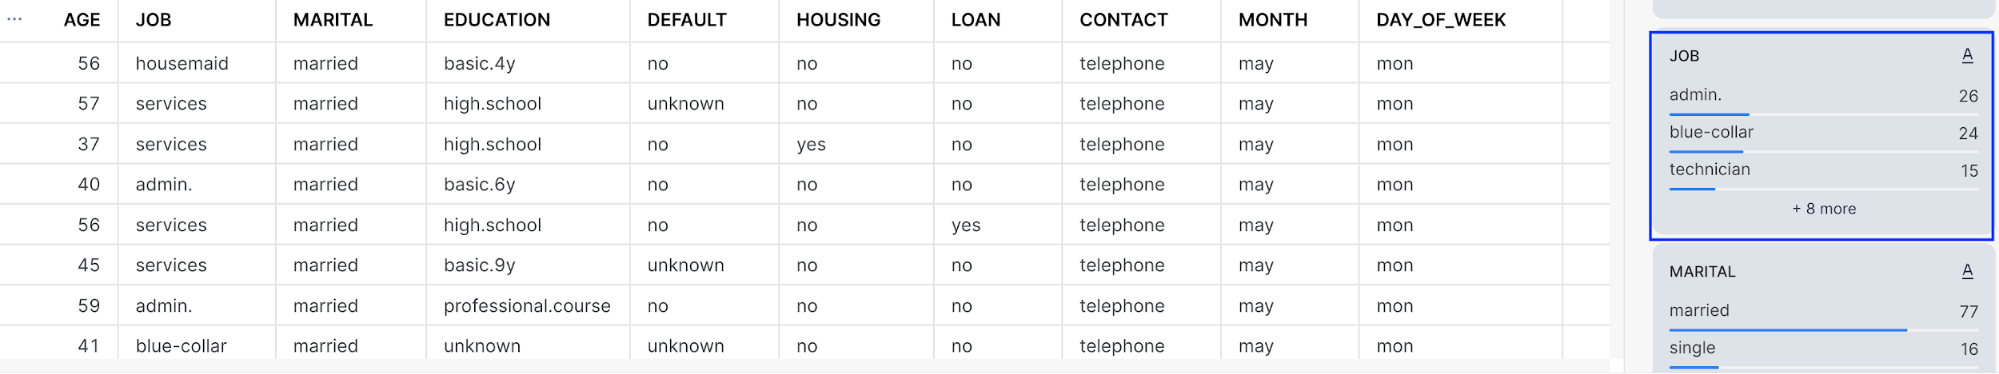 ... AGE JOB MARITAL EDUCATION DEFAULT HOUSING LOAN CONTACT MONTH DAY_OF_WEEK
56 housemaid married basic.4y no no no telephone may mon
57 services married high.school unknown no no telephone may mon
37 services married high.school no yes no telephone may mon
40 admin. married basic.6y no no no telephone may mon
56 services married high.school no no yes telephone may mon
45 services married basic.9y unknown no no telephone may mon
59 admin. married professional.course no no no telephone may mon
41 blue-collar married unknown unknown no no telephone may mon
JOB A
admin. 26
blue-collar 24
technician 15
+ 8 more
MARITAL A
married 77
single 16